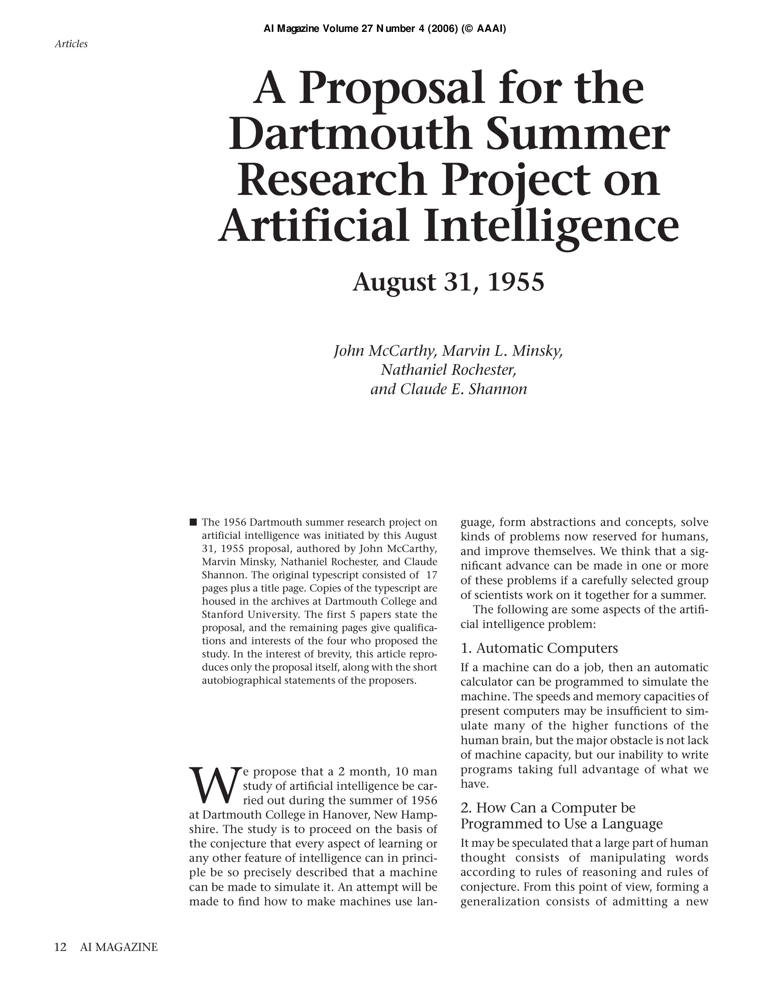 AI Magazine Volume 27 Number 4 (2006) (© AAAI)
Articles
A Proposal for the
Dartmouth Summer
Research Project on
Artificial Intelligence
August 31, 1955
John McCarthy, Marvin L. Minsky,
Nathaniel Rochester,
and Claude E. Shannon
■ The 1956 Dartmouth summer research project on
artificial intelligence was initiated by this August
31, 1955 proposal, authored by John McCarthy,
Marvin Minsky, Nathaniel Rochester, and Claude
Shannon. The original typescript consisted of 17
pages plus a title page. Copies of the typescript are
housed in the archives at Dartmouth College and
Stanford University. The first 5 papers state the
proposal, and the remaining pages give qualifica-
tions and interests of the four who proposed the
study. In the interest of brevity, this article repro-
duces only the proposal itself, along with the short
autobiographical statements of the proposers.
We propose that a 2 month, 10 man
study of artificial intelligence be car-
ried out during the summer of 1956
at Dartmouth College in Hanover, New Hamp-
shire. The study is to proceed on the basis of
the conjecture that every aspect of learning or
any other feature of intelligence can in princi-
ple be so precisely described that a machine
can be made to simulate it. An attempt will be
made to find how to make machines use lan-
guage, form abstractions and concepts, solve
kinds of problems now reserved for humans,
and improve themselves. We think that a sig-
nificant advance can be made in one or more
of these problems if a carefully selected group
of scientists work on it together for a summer.
The following are some aspects of the artifi-
cial intelligence problem:
1. Automatic Computers
If a machine can do a job, then an automatic
calculator can be programmed to simulate the
machine. The speeds and memory capacities of
present computers may be insufficient to sim-
ulate many of the higher functions of the
human brain, but the major obstacle is not lack
of machine capacity, but our inability to write
programs taking full advantage of what we
have.
2. How Can a Computer be
Programmed to Use a Language
It may be speculated that a large part of human
thought consists of manipulating words
according to rules of reasoning and rules of
conjecture. From this point of view, forming a
generalization consists of admitting a new
12 AI MAGAZINE